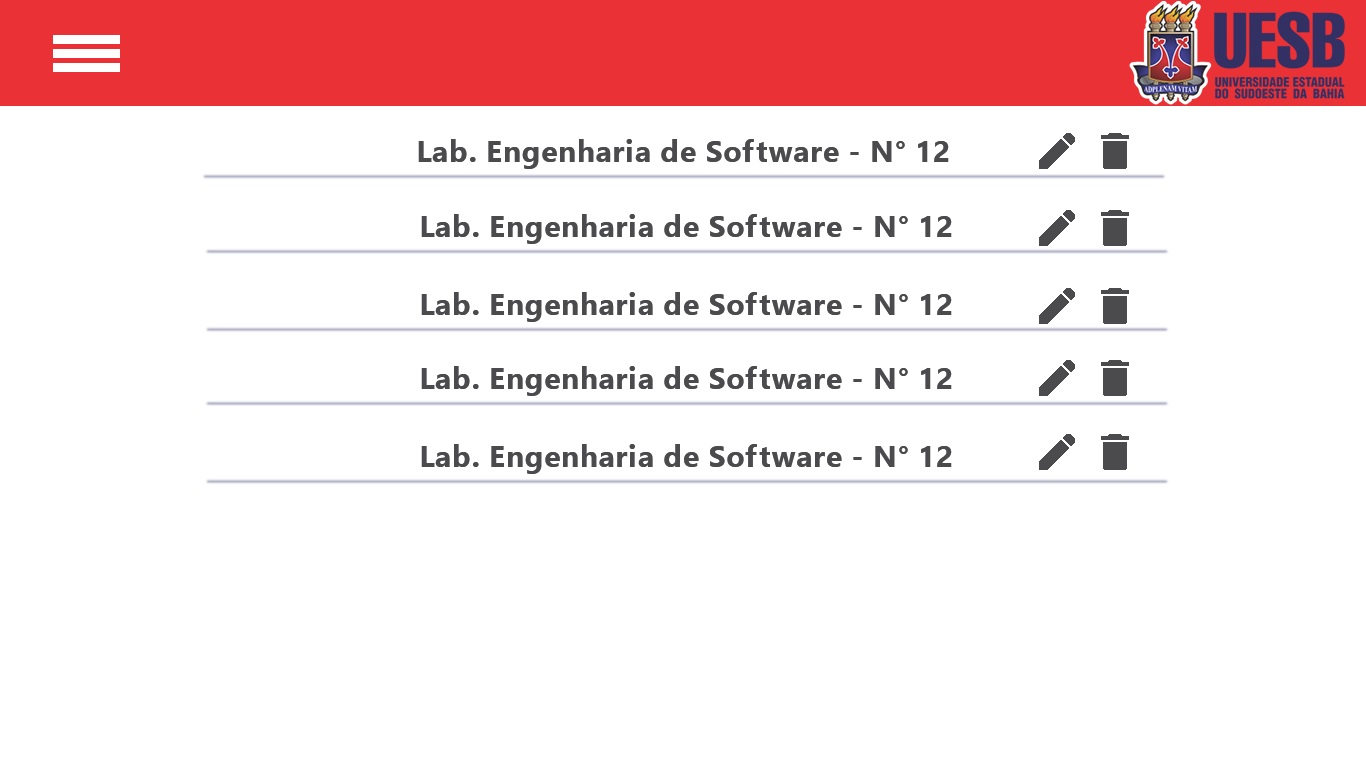 UESB
UNIVERSIDADE ESTADUAL
DO SUDOESTE DA BAHIA
ADPLENAM VITAM
Lab. Engenharia de Software - N° 12
Lab. Engenharia de Software - N° 12
Lab. Engenharia de Software - N° 12
Lab. Engenharia de Software - N° 12
Lab. Engenharia de Software - N° 12